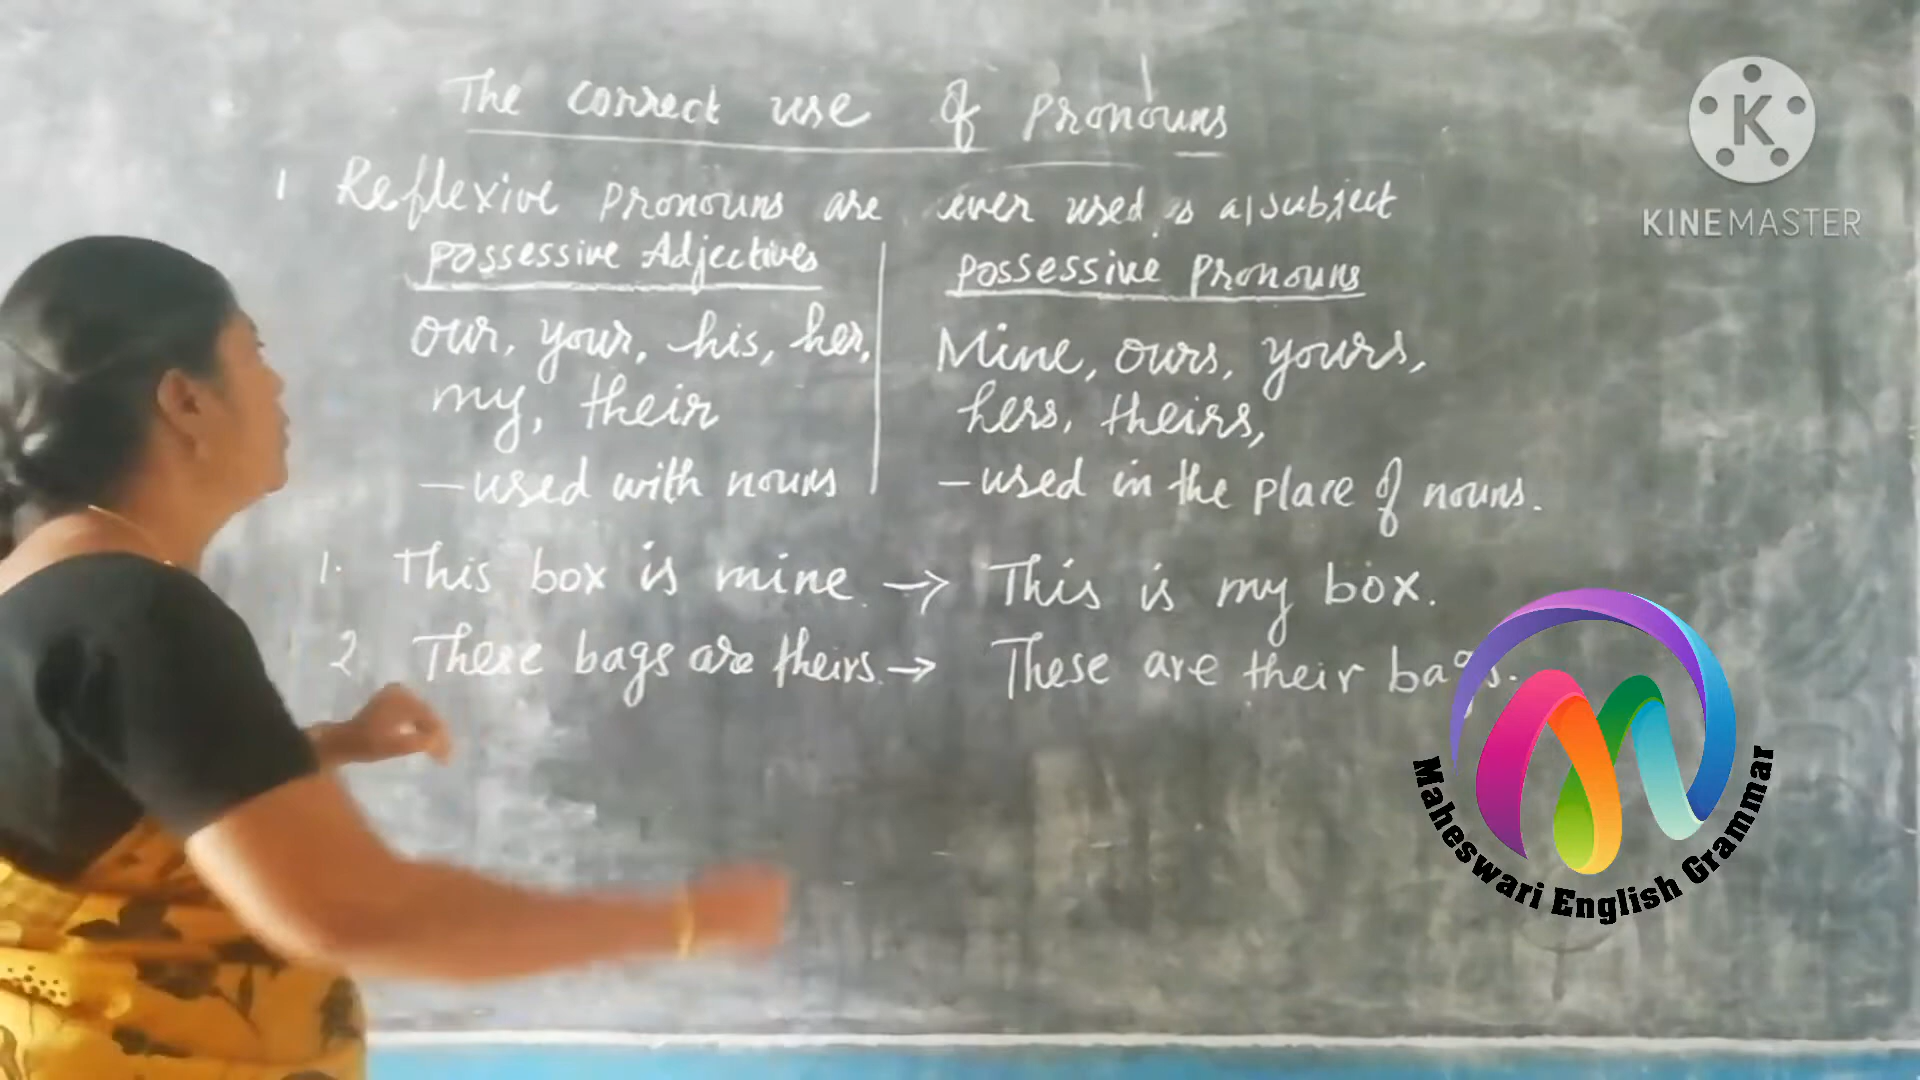 The correct use of Pronouns
1 Reflexive pronouns are ever used as a subject
Possessive Adjectives
our, your, his, her,
my, their
– used with nouns
Possessive Pronouns
Mine, ours, yours,
hers, theirs,
– used in the place of nouns.
1. This box is mine. → This is my box.
2. These bags are theirs. → These are their bags.
KINEMASTER
Maheswari English Grammar